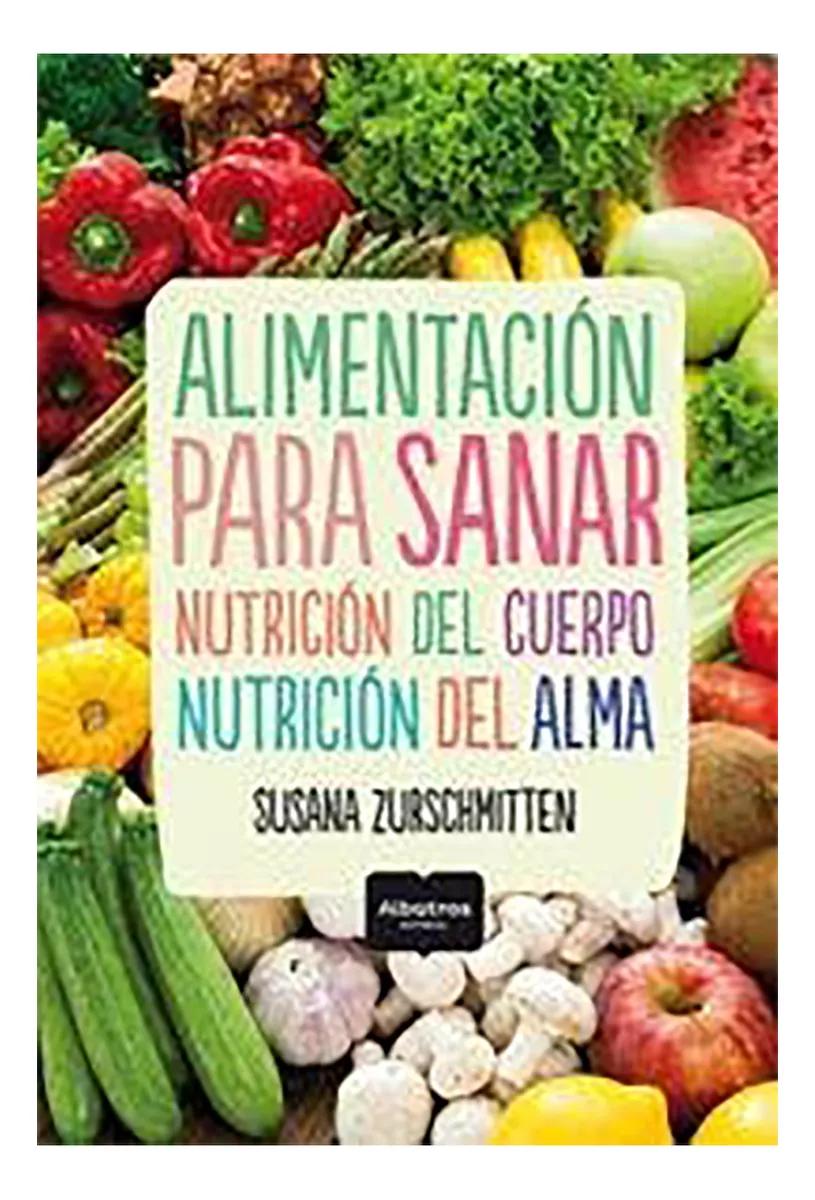 ALIMENTACIÓN
PARA SANAR
NUTRICIÓN DEL CUERPO
NUTRICIÓN DEL ALMA
SUSANA ZURSCHMITTEN
Albatros